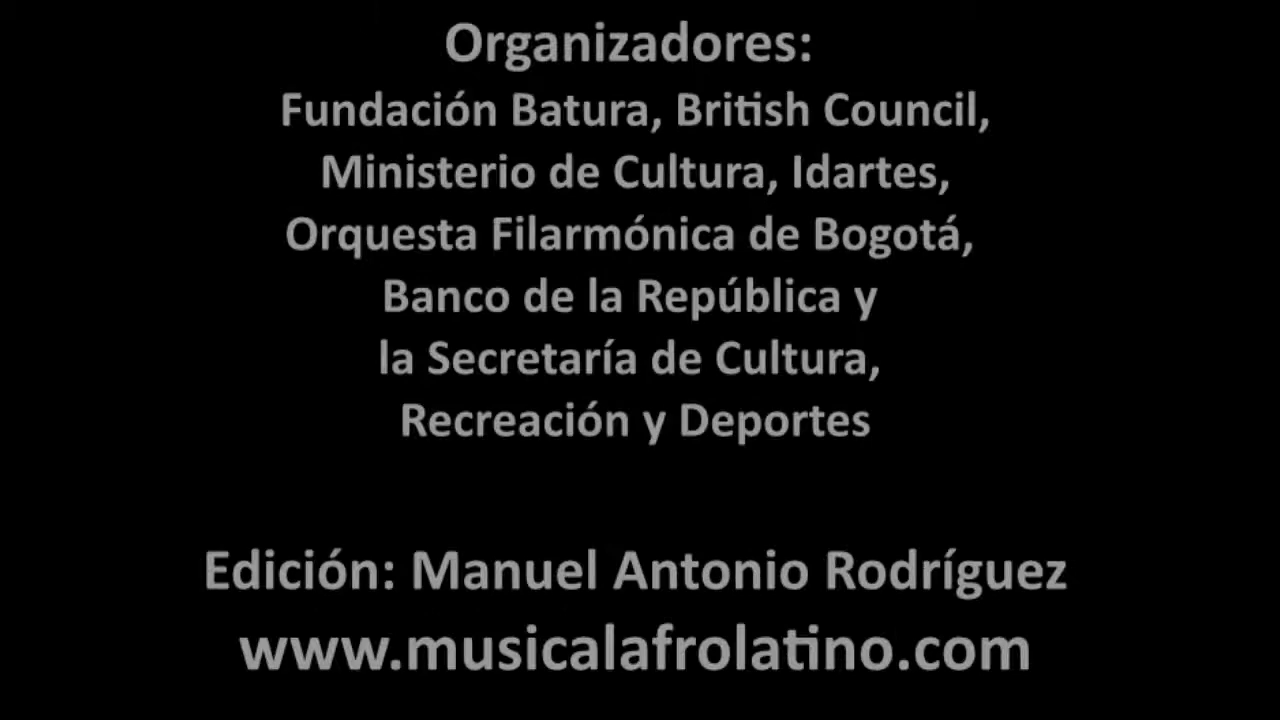 Organizadores:
Fundación Batura, British Council,
Ministerio de Cultura, Idartes,
Orquesta Filarmónica de Bogotá,
Banco de la República y
la Secretaría de Cultura,
Recreación y Deportes
Edición: Manuel Antonio Rodríguez
www.musicalafrolatino.com